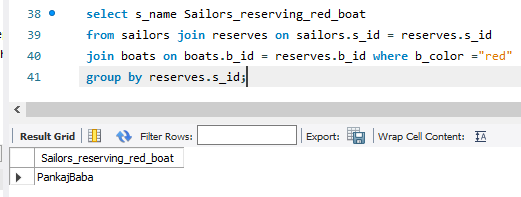 38 select s_name Sailors_reserving_red_boat
39 from sailors join reserves on sailors.s_id = reserves.s_id
40 join boats on boats.b_id = reserves.b_id where b_color ="red"
41 group by reserves.s_id;
Result Grid Filter Rows: Export: Wrap Cell Content: IA
Sailors_reserving_red_boat
PankajBaba